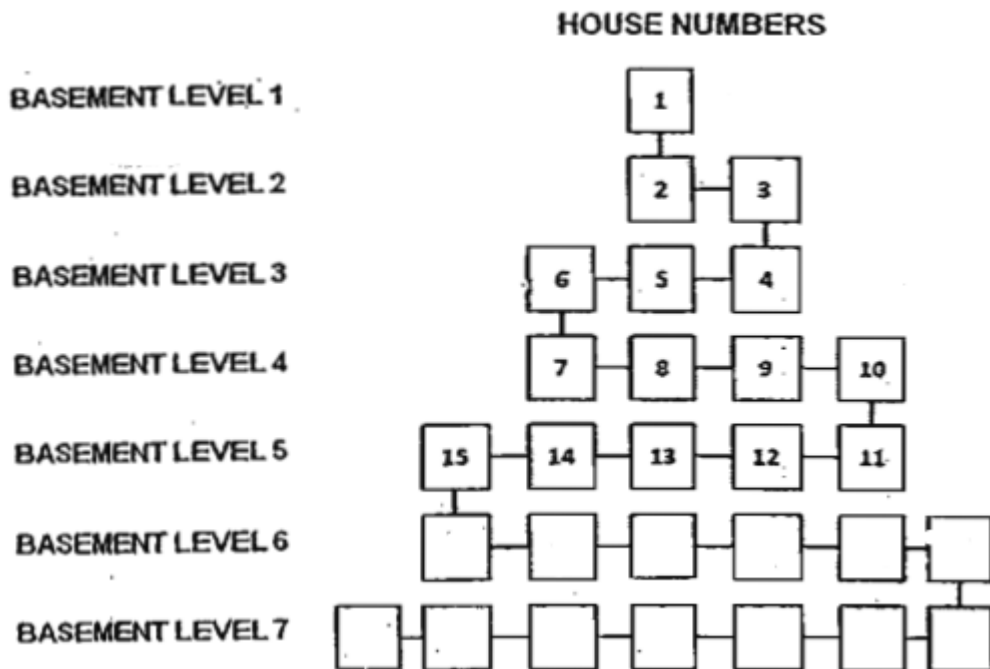 HOUSE NUMBERS
BASEMENT LEVEL 1
1
BASEMENT LEVEL 2
2 3
BASEMENT LEVEL 3
6 5 4
BASEMENT LEVEL 4
7 8 9 10
BASEMENT LEVEL 5
15 14 13 12 11
BASEMENT LEVEL 6
BASEMENT LEVEL 7